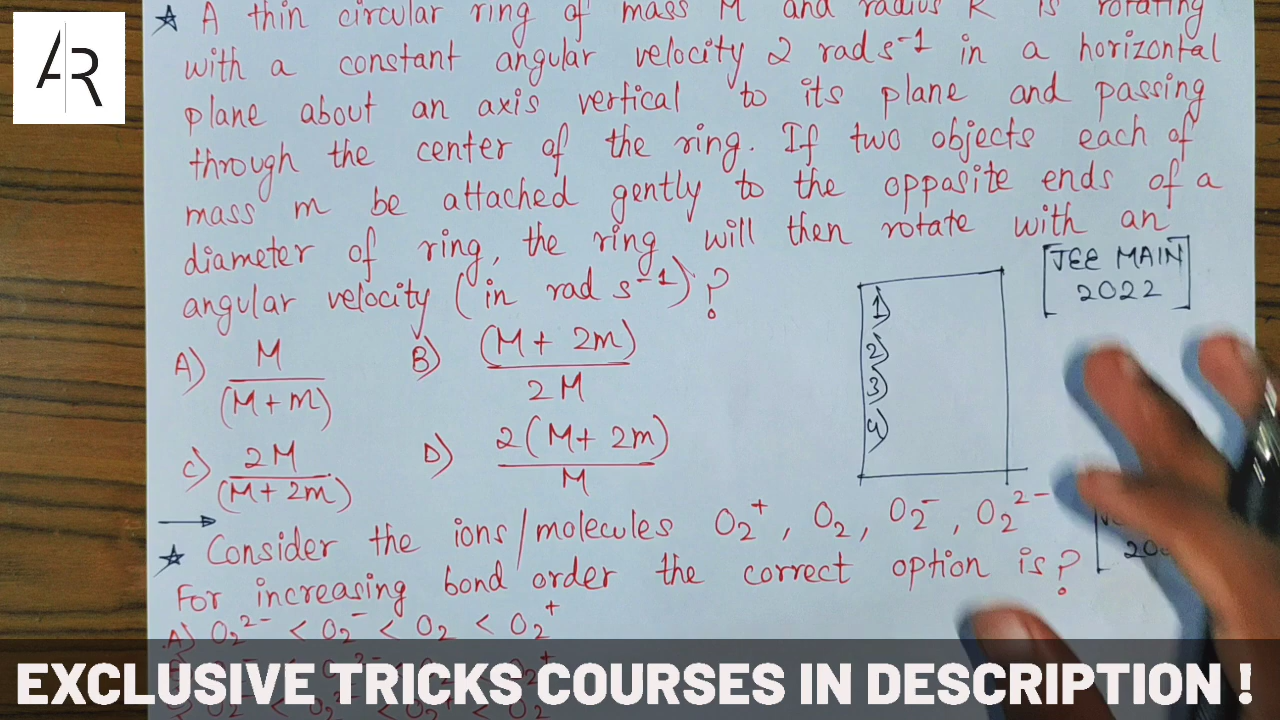 AR
☆ A thin circular ring of mass M and radius R is rotating
with a constant angular velocity 2 rad s⁻¹ in a horizontal
plane about an axis vertical to its plane and passing
through the center of the ring. If two objects each of
mass m be attached gently to the opposite ends of a
diameter of ring, the ring will then rotate with an
angular velocity (in rad s⁻¹)?
[JEE MAIN
2022]
A) M/(M+m) B) (M+2m)/2M
C) 2M/(M+2m) D) 2(M+2m)/M
1)
2)
3)
4)
→
☆ Consider the ions/molecules O₂⁺, O₂, O₂⁻, O₂²⁻
For increasing bond order the correct option is?
A) O₂²⁻ < O₂⁻ < O₂ < O₂⁺
EXCLUSIVE TRICKS COURSES IN DESCRIPTION !